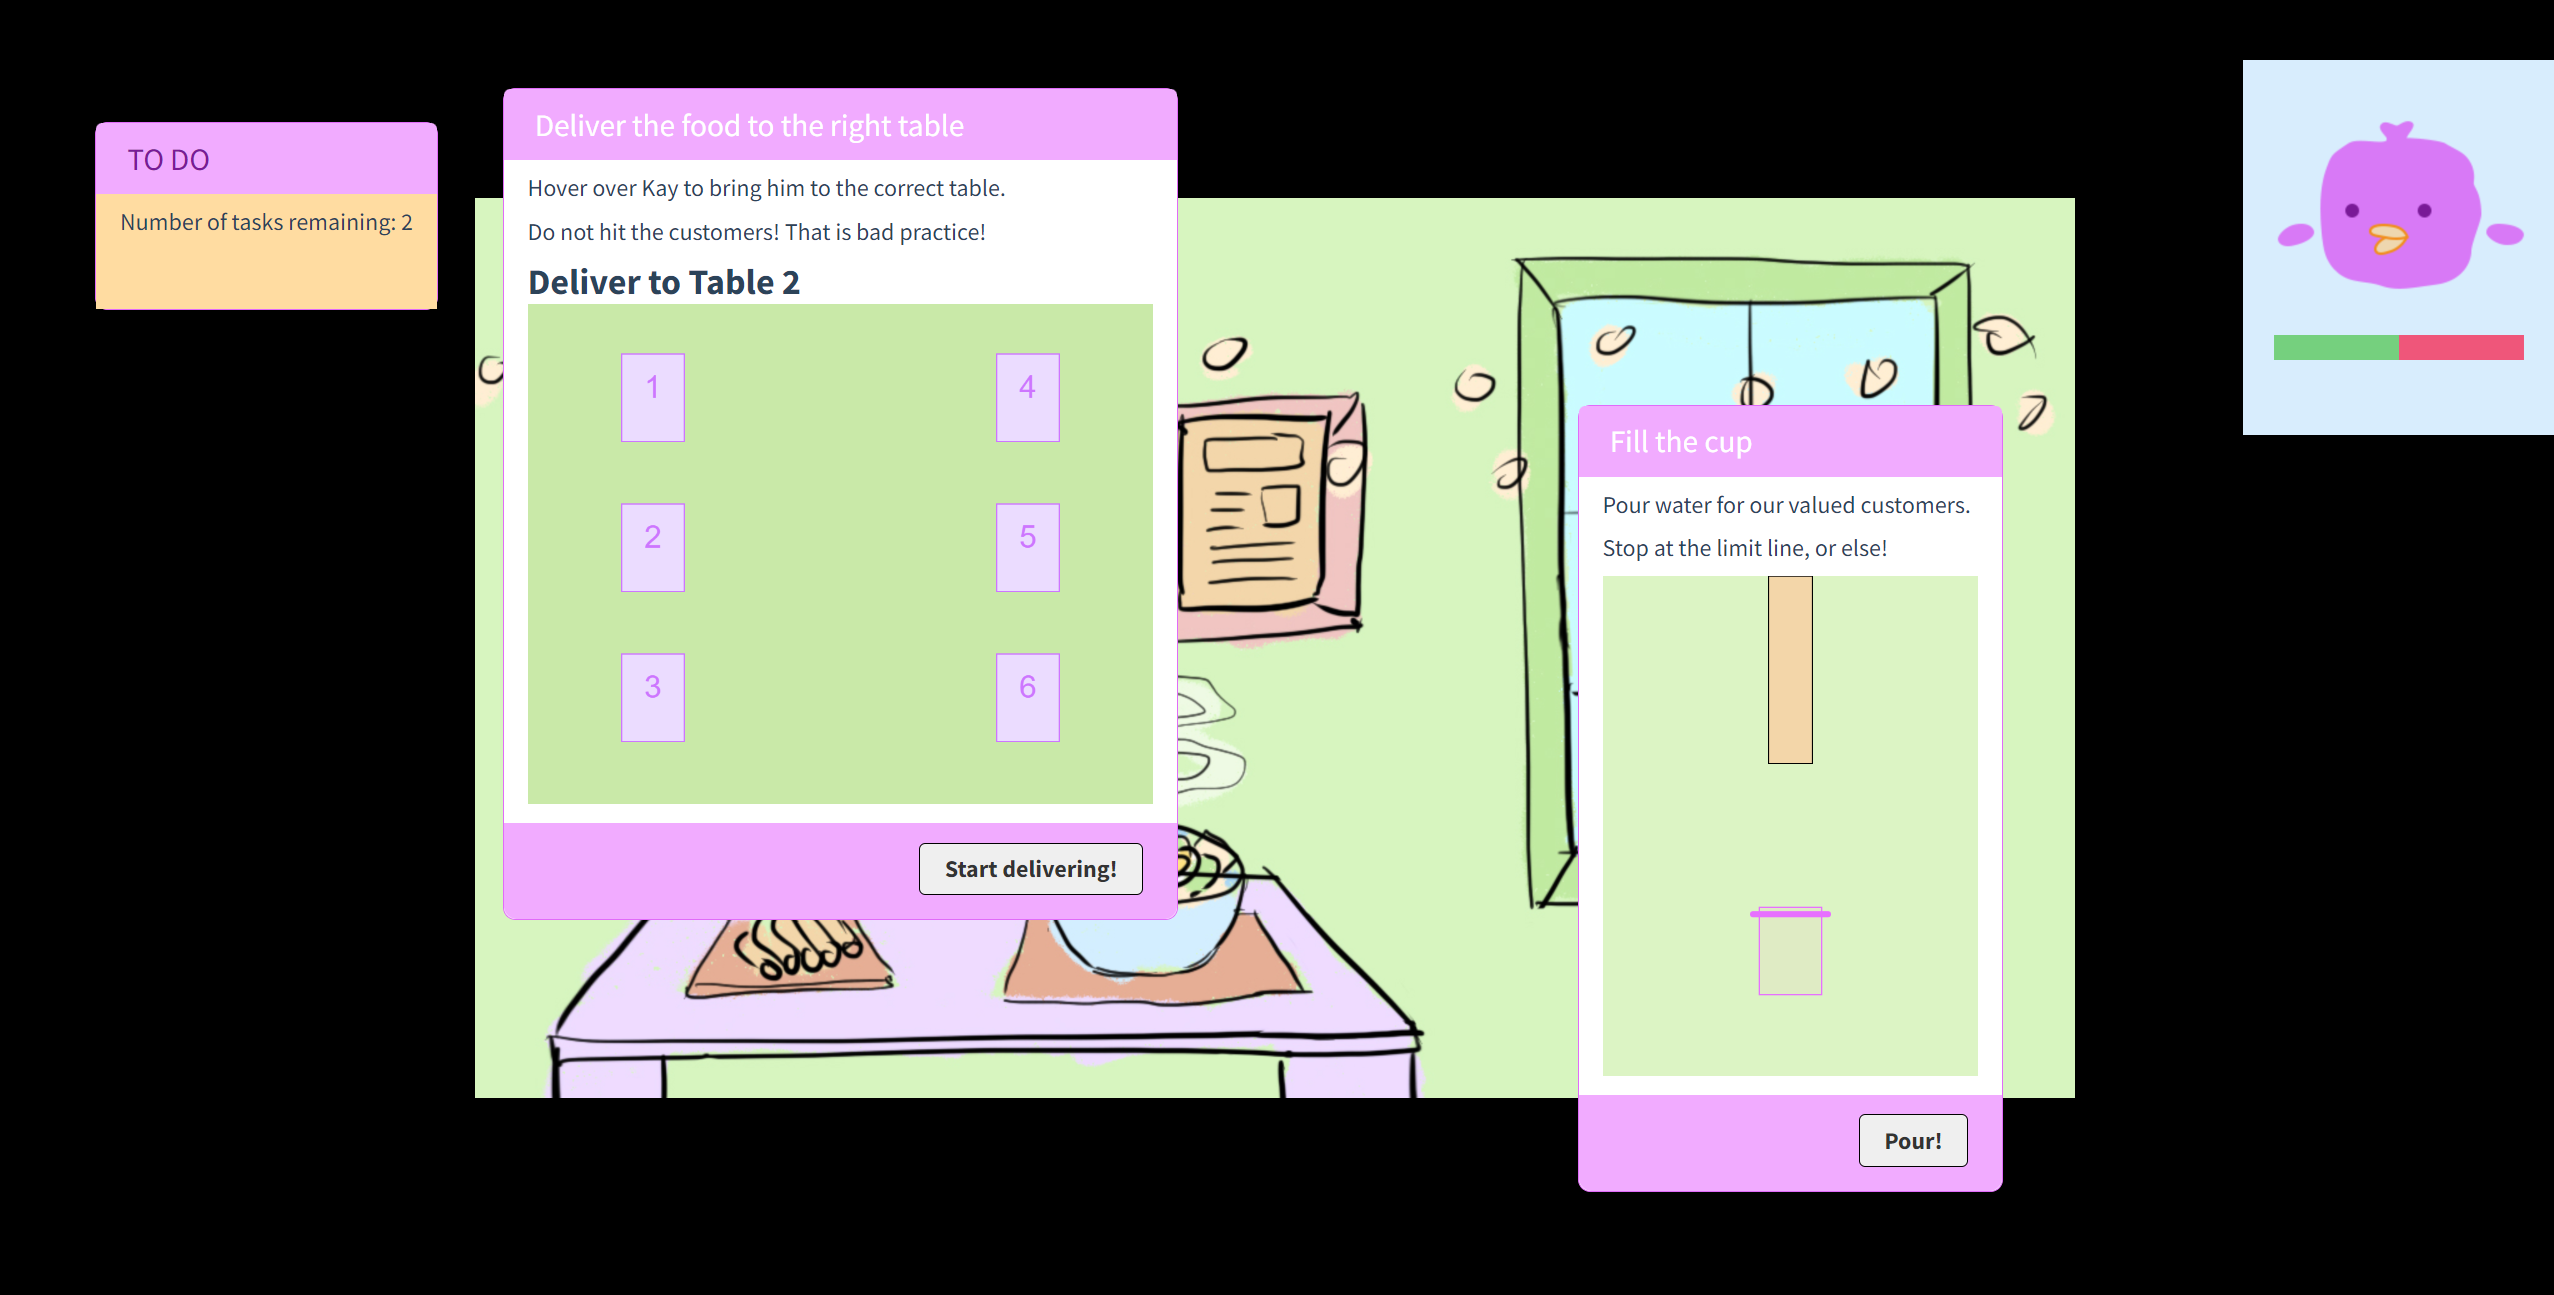 TO DO
Number of tasks remaining: 2
Deliver the food to the right table
Hover over Kay to bring him to the correct table.
Do not hit the customers! That is bad practice!
Deliver to Table 2
1
4
2
5
3
6
Start delivering!
Fill the cup
Pour water for our valued customers.
Stop at the limit line, or else!
Pour!